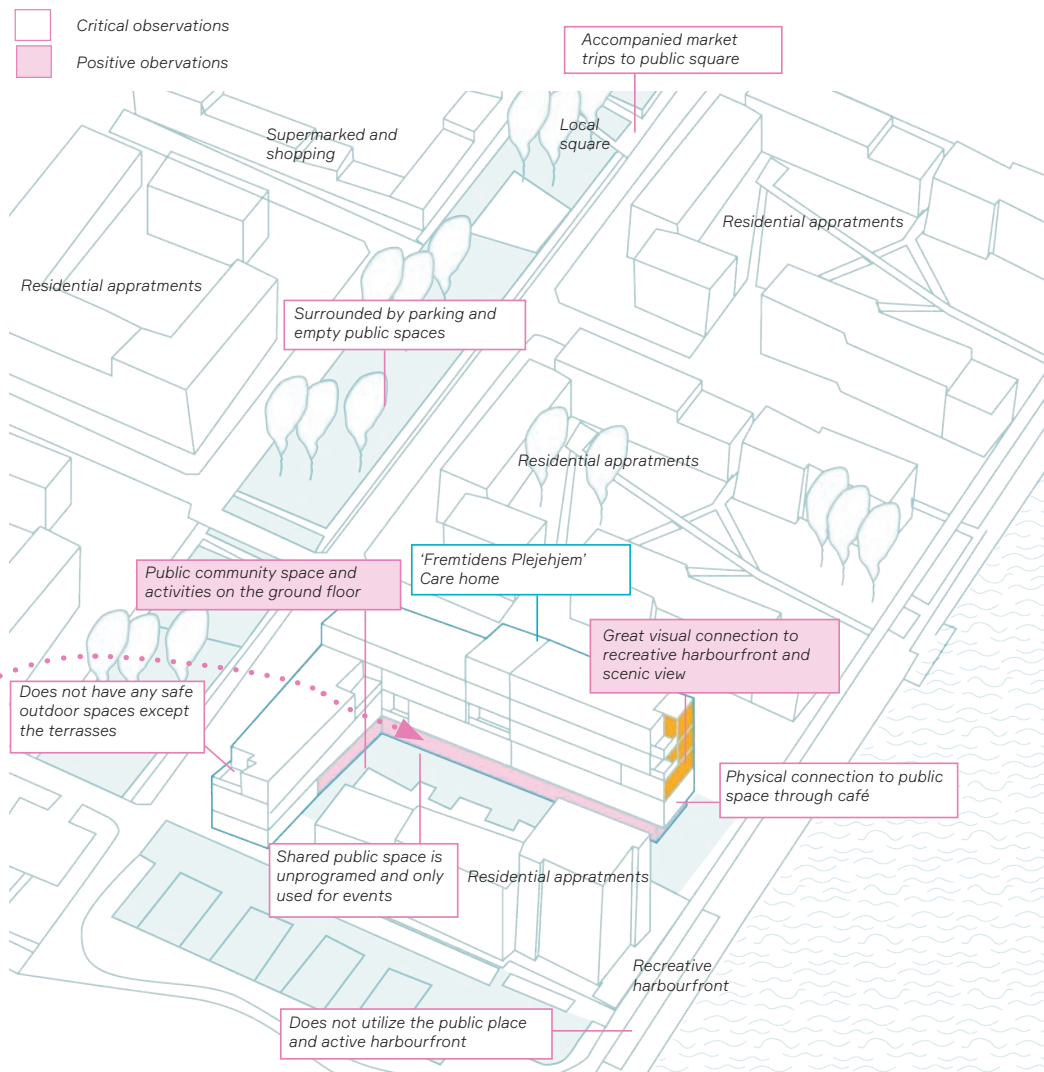 Critical observations
Positive obervations
Accompanied market
trips to public square
Supermarked and
shopping
Local
square
Residential appratments
Residential appratments
Surrounded by parking and
empty public spaces
Residential appratments
'Fremtidens Plejehjem'
Care home
Public community space and
activities on the ground floor
Great visual connection to
recreative harbourfront and
scenic view
Does not have any safe
outdoor spaces except
the terrasses
Physical connection to public
space through café
Shared public space is
unprogramed and only
used for events
Residential appratments
Recreative
harbourfront
Does not utilize the public place
and active harbourfront